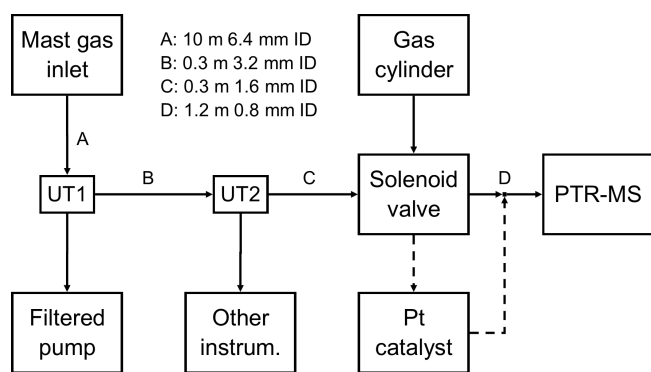 Mast gas
inlet
A: 10 m 6.4 mm ID
B: 0.3 m 3.2 mm ID
C: 0.3 m 1.6 mm ID
D: 1.2 m 0.8 mm ID
Gas
cylinder
A
UT1
B
UT2
C
Solenoid
valve
D
PTR-MS
Filtered
pump
Other
instrum.
Pt
catalyst